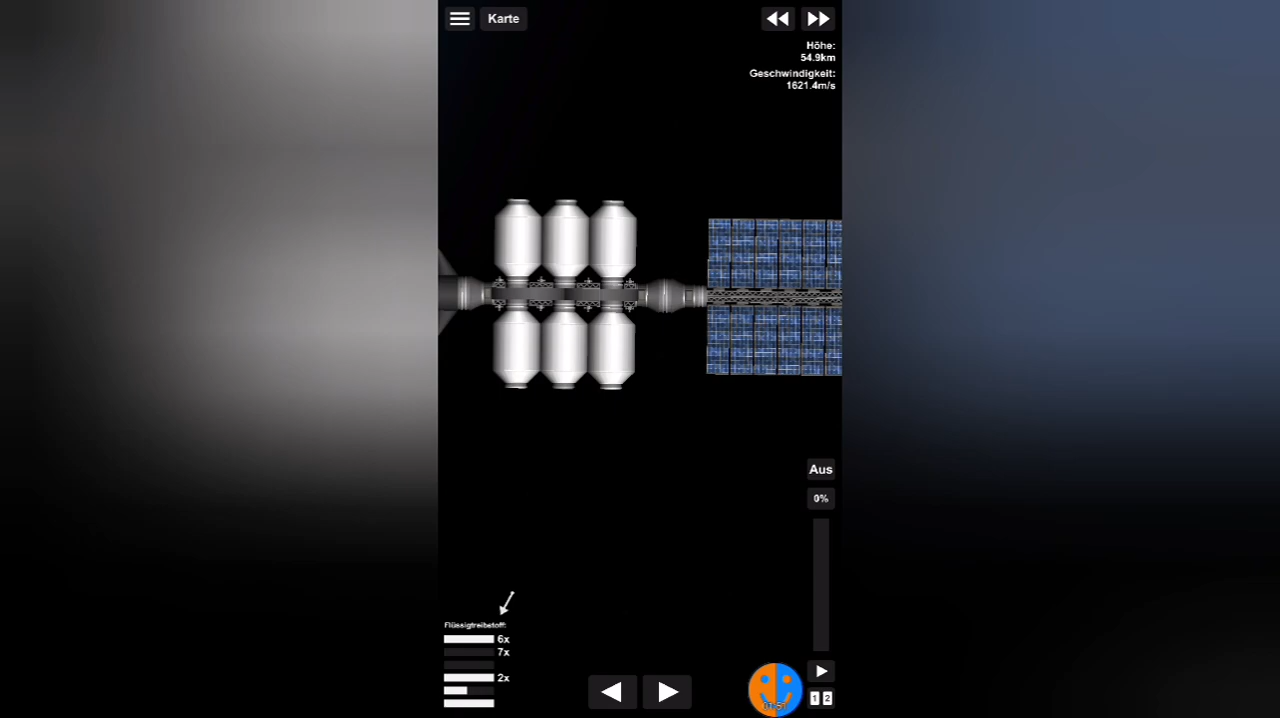 Karte
Höhe:
54.9km
Geschwindigkeit:
1621.4m/s
Aus
0%
Flüssigtreibstoff:
6x
7x
2x
1 2